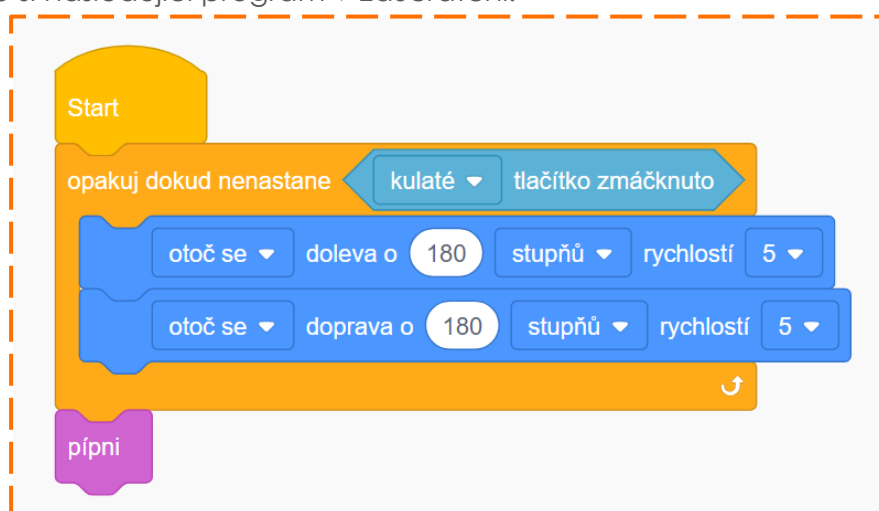 Start
opakuj dokud nenastane kulaté tlačítko zmáčknuto
otoč se doleva o 180 stupňů rychlostí 5
otoč se doprava o 180 stupňů rychlostí 5
pípni